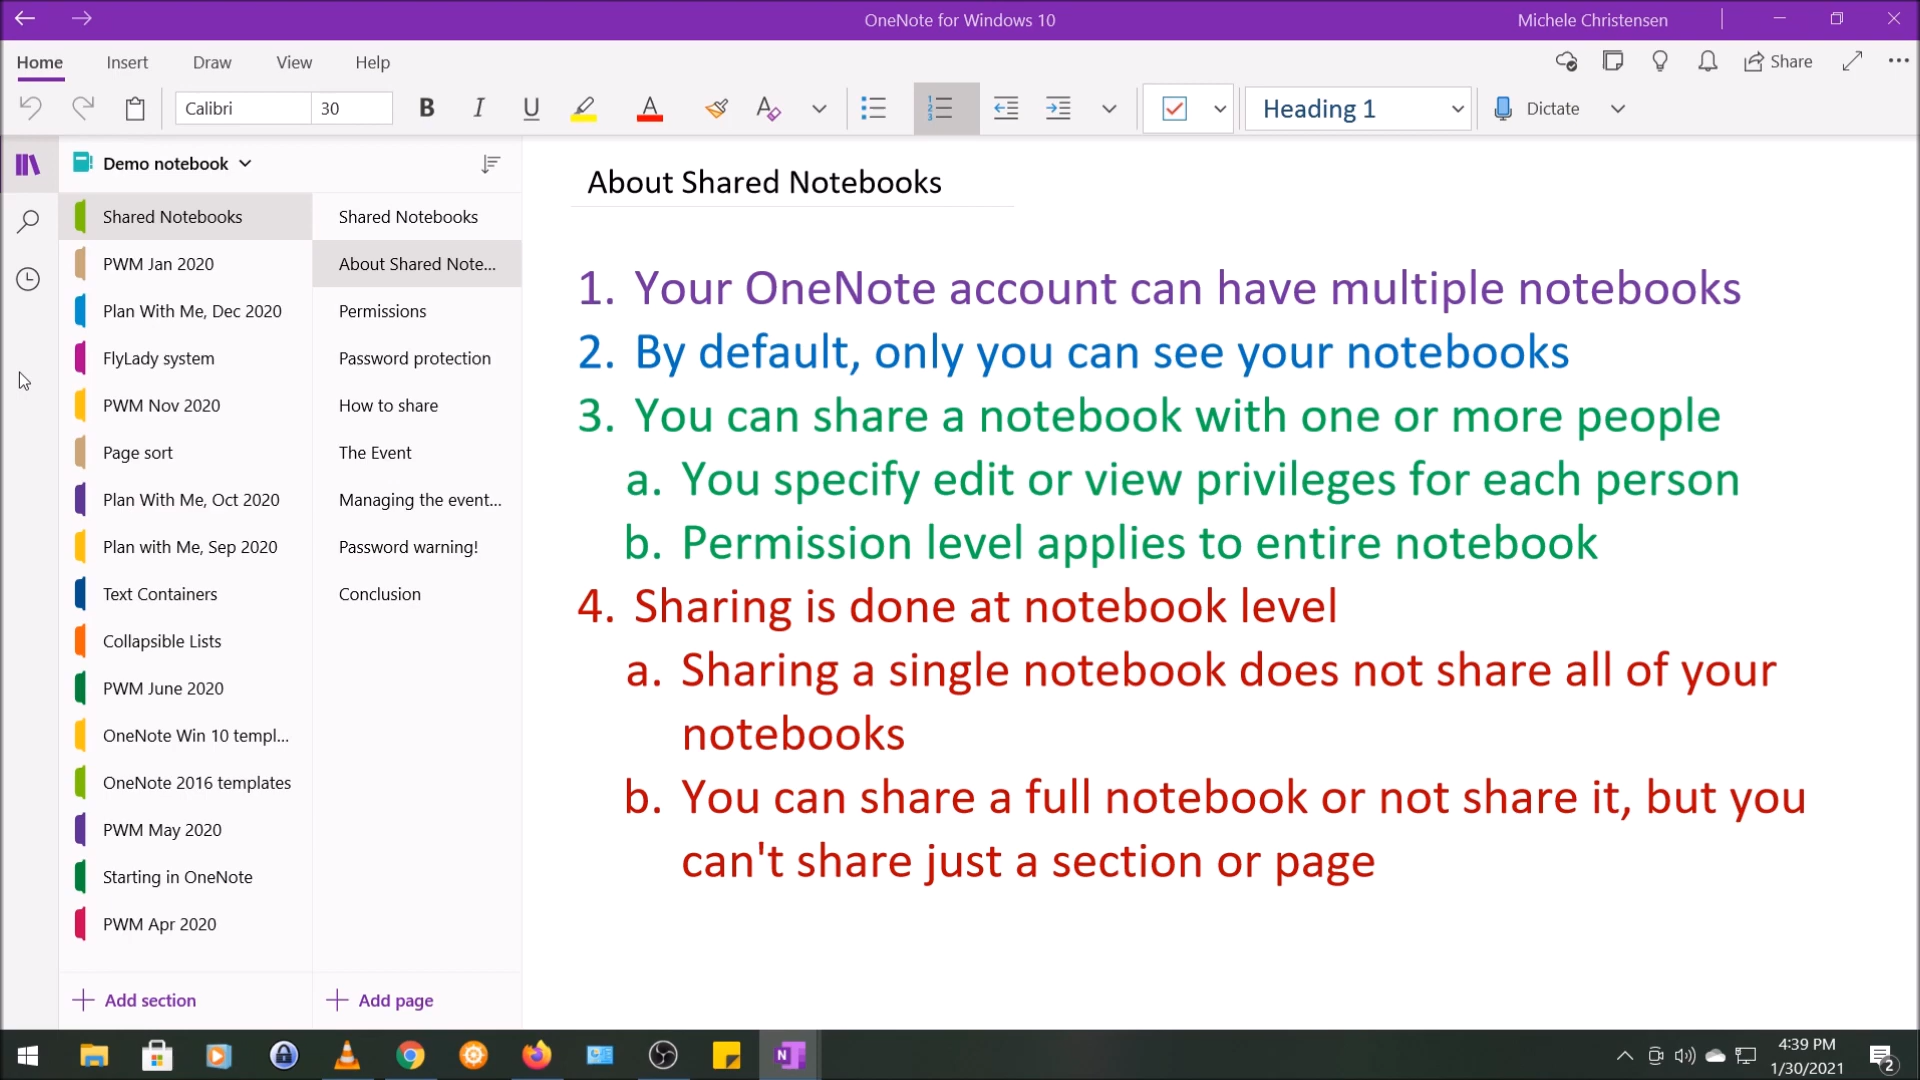 OneNote for Windows 10
Michele Christensen
Home Insert Draw View Help
Share
Calibri 30 B I U A A Heading 1 Dictate
Demo notebook
Shared Notebooks
PWM Jan 2020
Plan With Me, Dec 2020
FlyLady system
PWM Nov 2020
Page sort
Plan With Me, Oct 2020
Plan with Me, Sep 2020
Text Containers
Collapsible Lists
PWM June 2020
OneNote Win 10 templ...
OneNote 2016 templates
PWM May 2020
Starting in OneNote
PWM Apr 2020
Add section
Shared Notebooks
About Shared Note...
Permissions
Password protection
How to share
The Event
Managing the event...
Password warning!
Conclusion
Add page
About Shared Notebooks
1. Your OneNote account can have multiple notebooks
2. By default, only you can see your notebooks
3. You can share a notebook with one or more people
a. You specify edit or view privileges for each person
b. Permission level applies to entire notebook
4. Sharing is done at notebook level
a. Sharing a single notebook does not share all of your
notebooks
b. You can share a full notebook or not share it, but you
can't share just a section or page
N
4:39 PM
1/30/2021
2